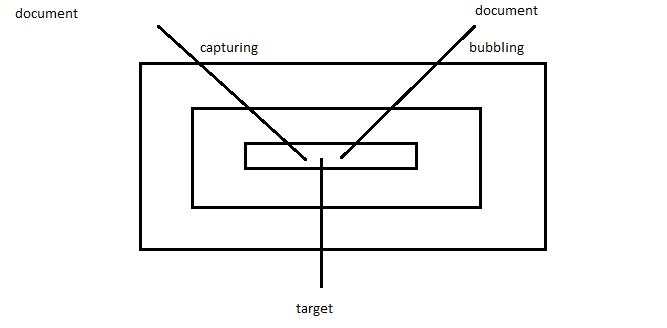 document
document
capturing
bubbling
target